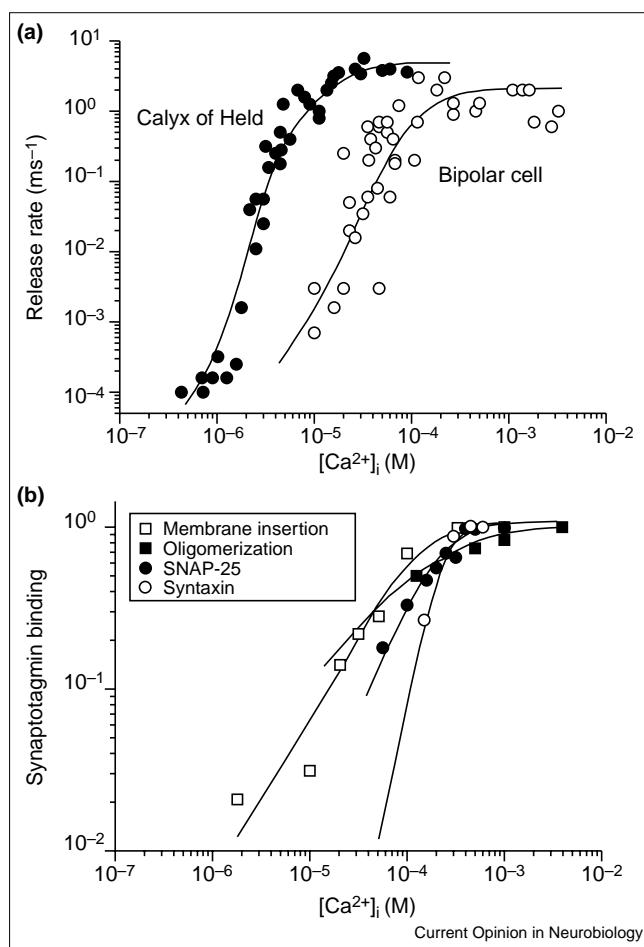 (a)
Release rate (ms⁻¹)
10¹
10⁰
10⁻¹
10⁻²
10⁻³
10⁻⁴
Calyx of Held
Bipolar cell
10⁻⁷ 10⁻⁶ 10⁻⁵ 10⁻⁴ 10⁻³ 10⁻²
[Ca²⁺]ᵢ (M)
(b)
Synaptotagmin binding
10⁰
10⁻¹
10⁻²
Membrane insertion
Oligomerization
SNAP-25
Syntaxin
10⁻⁷ 10⁻⁶ 10⁻⁵ 10⁻⁴ 10⁻³ 10⁻²
[Ca²⁺]ᵢ (M)
Current Opinion in Neurobiology